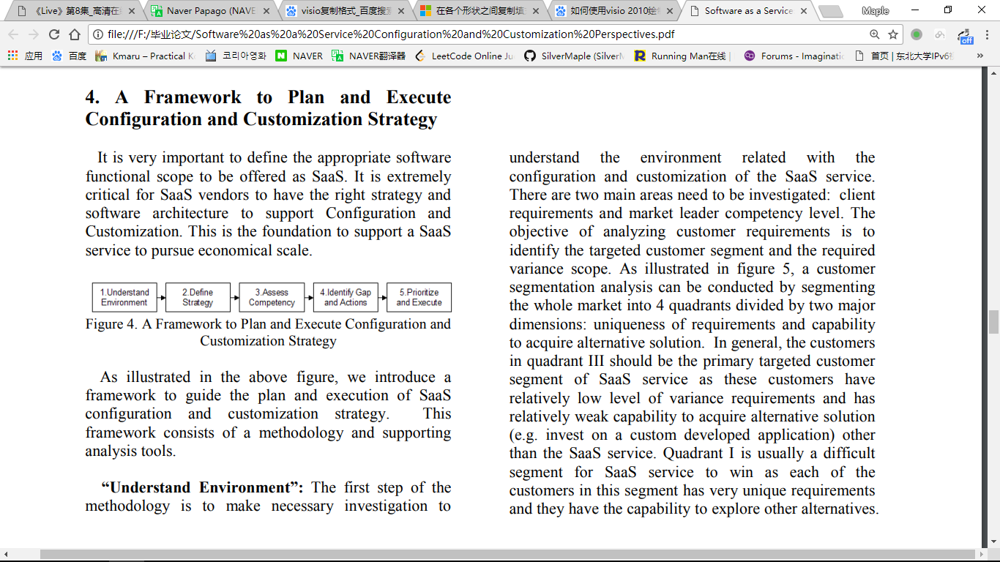 《Live》第8集_高清在
Naver Papago (NAVE
visio复制格式_百度搜索
在各个形状之间复制填
如何使用visio 2010绘
Software as a Service
Maple
file:///F:/毕业论文/Software%20as%20a%20Service%20Configuration%20and%20Customization%20Perspectives.pdf
off
应用
百度
Kmaru – Practical K
코리아영화
NAVER
NAVER翻译器
LeetCode Online Ju
SilverMaple (SilverM
Running Man在线 |
Forums - Imaginatio
首页 | 东北大学IPv6
»
4. A Framework to Plan and Execute
Configuration and Customization Strategy
It is very important to define the appropriate software
functional scope to be offered as SaaS. It is extremely
critical for SaaS vendors to have the right strategy and
software architecture to support Configuration and
Customization. This is the foundation to support a SaaS
service to pursue economical scale.
1.Understand
Environment
2.Define
Strategy
3.Assess
Competency
4.Identify Gap
and Actions
5.Prioritize
and Execute
Figure 4. A Framework to Plan and Execute Configuration and
Customization Strategy
As illustrated in the above figure, we introduce a
framework to guide the plan and execution of SaaS
configuration and customization strategy. This
framework consists of a methodology and supporting
analysis tools.
“Understand Environment”: The first step of the
methodology is to make necessary investigation to
understand the environment related with the
configuration and customization of the SaaS service.
There are two main areas need to be investigated: client
requirements and market leader competency level. The
objective of analyzing customer requirements is to
identify the targeted customer segment and the required
variance scope. As illustrated in figure 5, a customer
segmentation analysis can be conducted by segmenting
the whole market into 4 quadrants divided by two major
dimensions: uniqueness of requirements and capability
to acquire alternative solution. In general, the customers
in quadrant III should be the primary targeted customer
segment of SaaS service as these customers have
relatively low level of variance requirements and has
relatively weak capability to acquire alternative solution
(e.g. invest on a custom developed application) other
than the SaaS service. Quadrant I is usually a difficult
segment for SaaS service to win as each of the
customers in this segment has very unique requirements
and they have the capability to explore other alternatives.